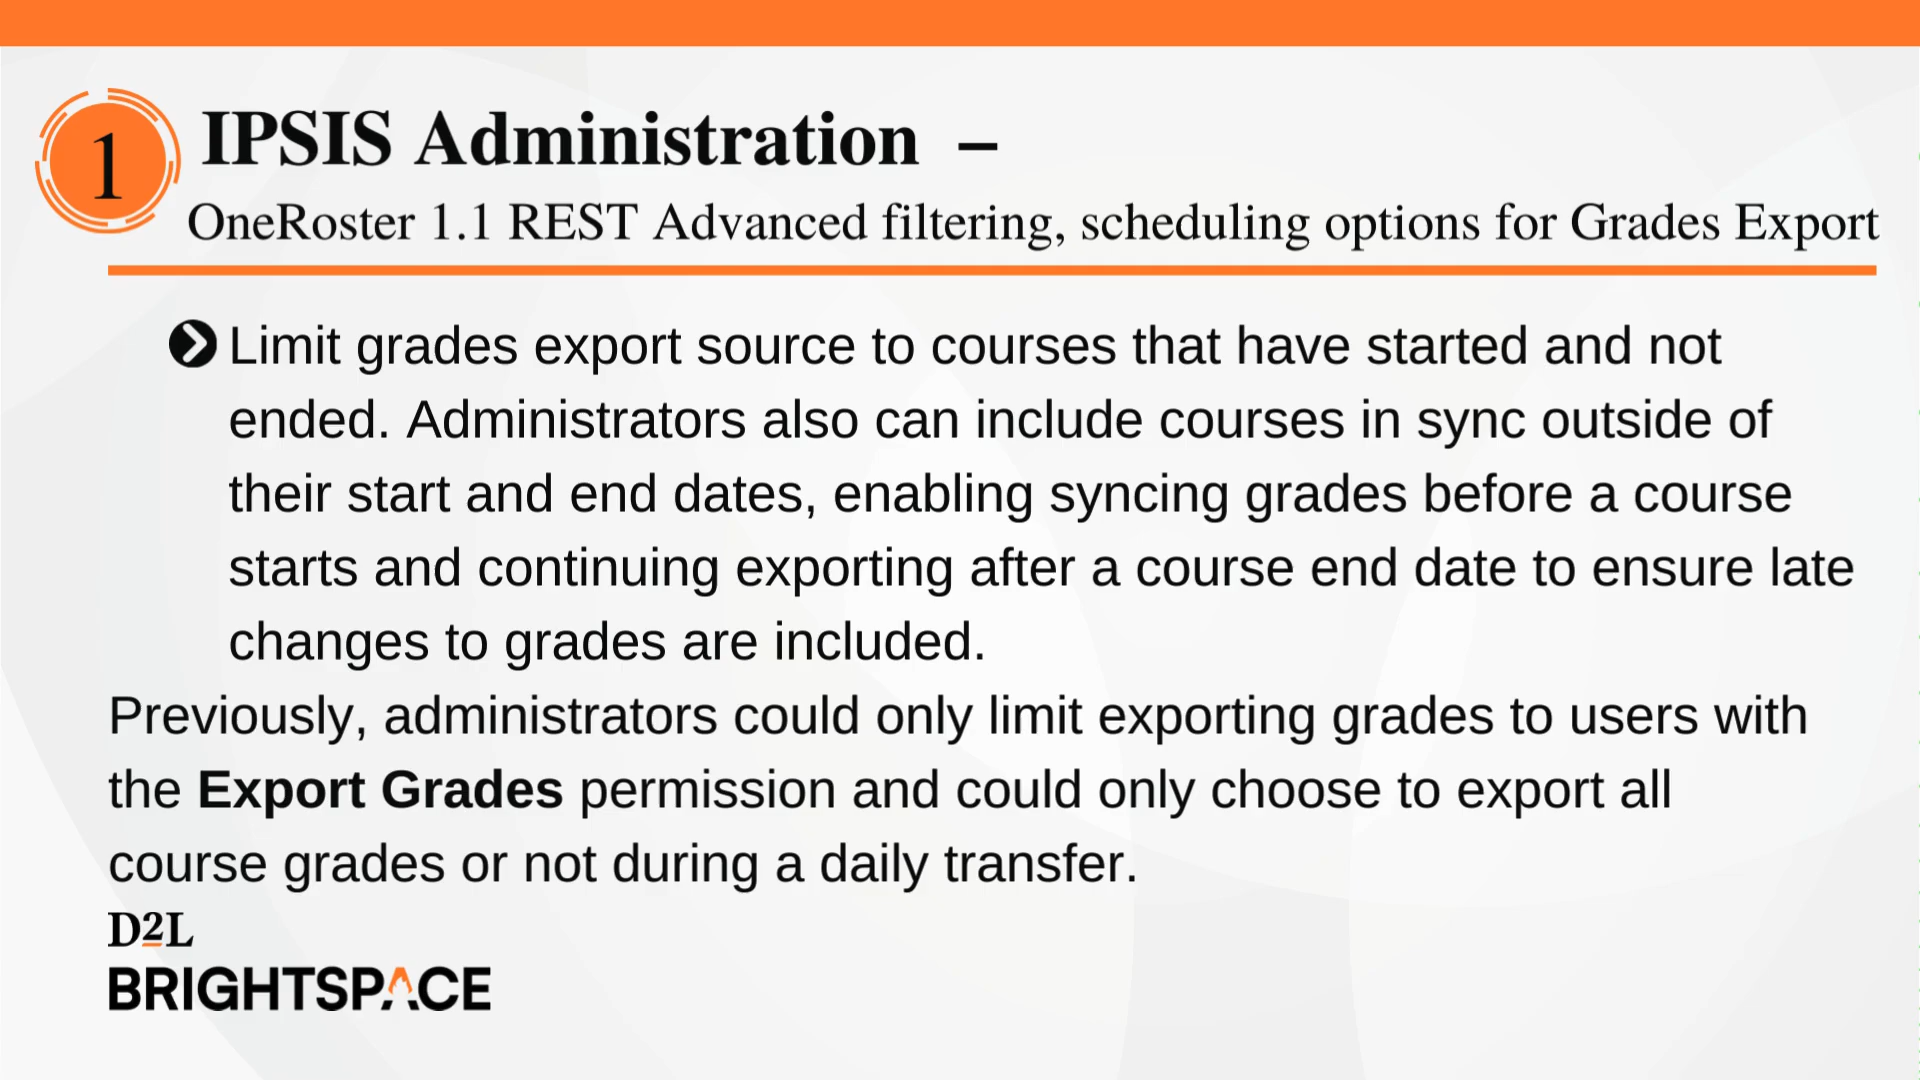 1
IPSIS Administration –
OneRoster 1.1 REST Advanced filtering, scheduling options for Grades Export
Limit grades export source to courses that have started and not
ended. Administrators also can include courses in sync outside of
their start and end dates, enabling syncing grades before a course
starts and continuing exporting after a course end date to ensure late
changes to grades are included.
Previously, administrators could only limit exporting grades to users with
the Export Grades permission and could only choose to export all
course grades or not during a daily transfer.
D2L
BRIGHTSPACE